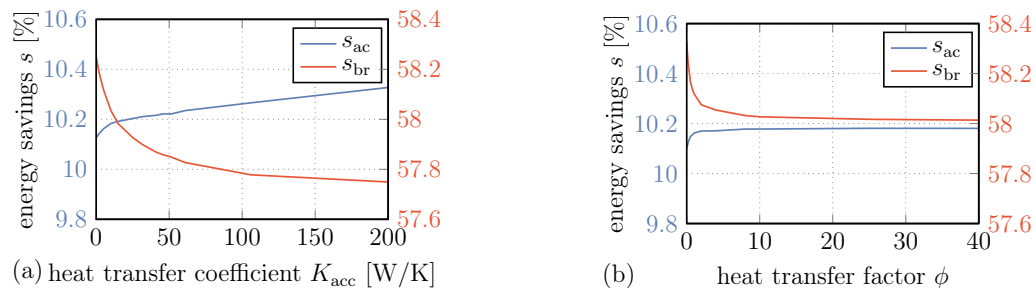 energy savings s [%]
10.6
10.4
10.2
10
9.8
58.4
58.2
58
57.8
57.6
s_ac
s_br
0 50 100 150 200
(a) heat transfer coefficient K_acc [W/K]
energy savings s [%]
10.6
10.4
10.2
10
9.8
58.4
58.2
58
57.8
57.6
s_ac
s_br
0 10 20 30 40
(b) heat transfer factor ϕ